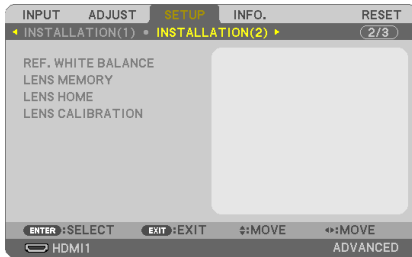 INPUT ADJUST SETUP INFO. RESET
INSTALLATION(1) • INSTALLATION(2) 2/3
REF. WHITE BALANCE
LENS MEMORY
LENS HOME
LENS CALIBRATION
ENTER :SELECT EXIT :EXIT :MOVE :MOVE
HDMI1 ADVANCED